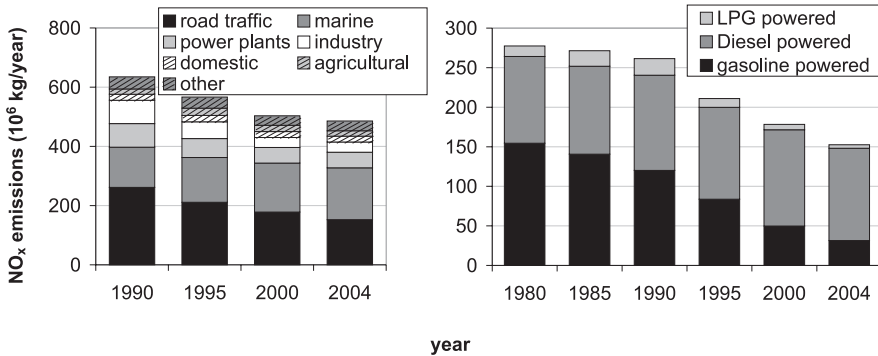 NOx emissions (10⁶ kg/year)
800
600
400
200
0
road traffic
marine
power plants
industry
domestic
agricultural
other
1990 1995 2000 2004
300
250
200
150
100
50
0
LPG powered
Diesel powered
gasoline powered
1980 1985 1990 1995 2000 2004
year